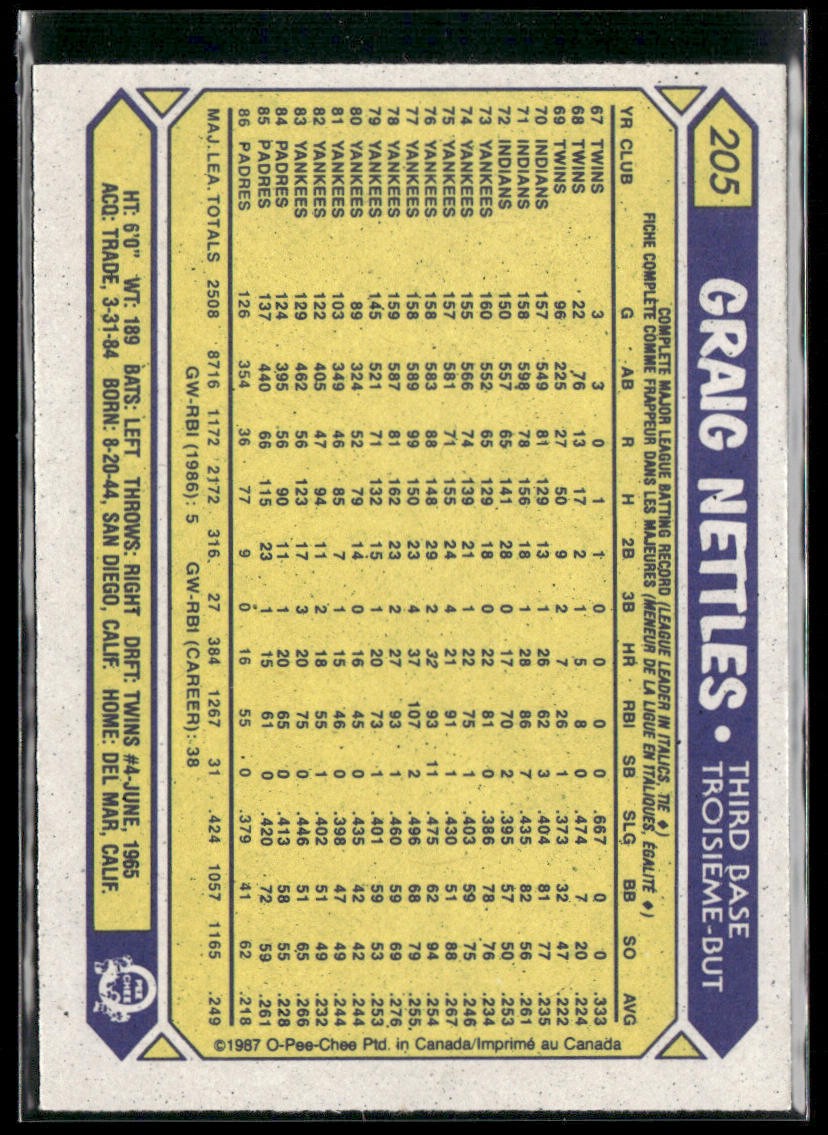 205 GRAIG NETTLES • THIRD BASE
TROISIÈME-BUT
COMPLETE MAJOR LEAGUE BATTING RECORD (LEAGUE LEADER IN ITALICS, TIE ♦)
FICHE COMPLÈTE COMME FRAPPEUR DANS LES MAJEURES (MENEUR DE LA LIGUE EN ITALIQUES, ÉGALITÉ ♦)
YR CLUB G AB R H 2B 3B HR RBI SB SLG BB SO AVG
67 TWINS 3 3 0 1 1 0 0 0 0 .667 0 0 .333
68 TWINS 22 76 13 17 2 1 5 8 0 .474 7 20 .224
69 TWINS 96 225 27 50 9 2 7 26 1 .373 32 47 .222
70 INDIANS 157 549 81 129 13 1 26 62 3 .404 81 77 .235
71 INDIANS 158 598 78 156 18 1 28 86 7 .435 82 56 .261
72 INDIANS 150 557 65 141 28 0 17 70 2 .395 57 50 .253
73 YANKEES 160 552 65 129 18 0 22 81 0 .386 78 76 .234
74 YANKEES 155 566 74 139 21 1 22 75 1 .403 59 75 .246
75 YANKEES 157 581 71 155 24 4 21 91 1 .430 51 88 .267
76 YANKEES 158 583 88 148 29 2 32 93 11 .475 62 94 .254
77 YANKEES 158 589 99 150 23 4 37 107 2 .496 68 79 .255
78 YANKEES 159 587 81 162 23 2 27 93 1 .460 59 69 .276
79 YANKEES 145 521 71 132 15 1 20 73 1 .401 59 53 .253
80 YANKEES 89 324 52 79 14 0 16 45 0 .435 42 42 .244
81 YANKEES 103 349 46 85 7 1 15 46 0 .398 47 49 .244
82 YANKEES 122 405 47 94 11 2 18 55 1 .402 51 49 .232
83 YANKEES 129 462 56 123 17 3 20 75 0 .446 51 65 .266
84 PADRES 124 395 56 90 11 1 20 65 0 .413 58 55 .228
85 PADRES 137 440 66 115 23 1 15 61 0 .420 72 59 .261
86 PADRES 126 354 36 77 9 0 16 55 0 .379 41 62 .218
MAJ. LEA. TOTALS 2508 8716 1172 2172 316 27 384 1267 31 .424 1057 1165 .249
GW-RBI (1986): 5 GW-RBI (CAREER): 38
©1987 O-Pee-Chee Ptd. in Canada/Imprimé au Canada
HT: 6'0" WT: 189 BATS: LEFT THROWS: RIGHT DRFT: TWINS #4-JUNE, 1965
ACQ: TRADE, 3-31-84 BORN: 8-20-44, SAN DIEGO, CALIF. HOME: DEL MAR, CALIF.
O
PEE
CHEE